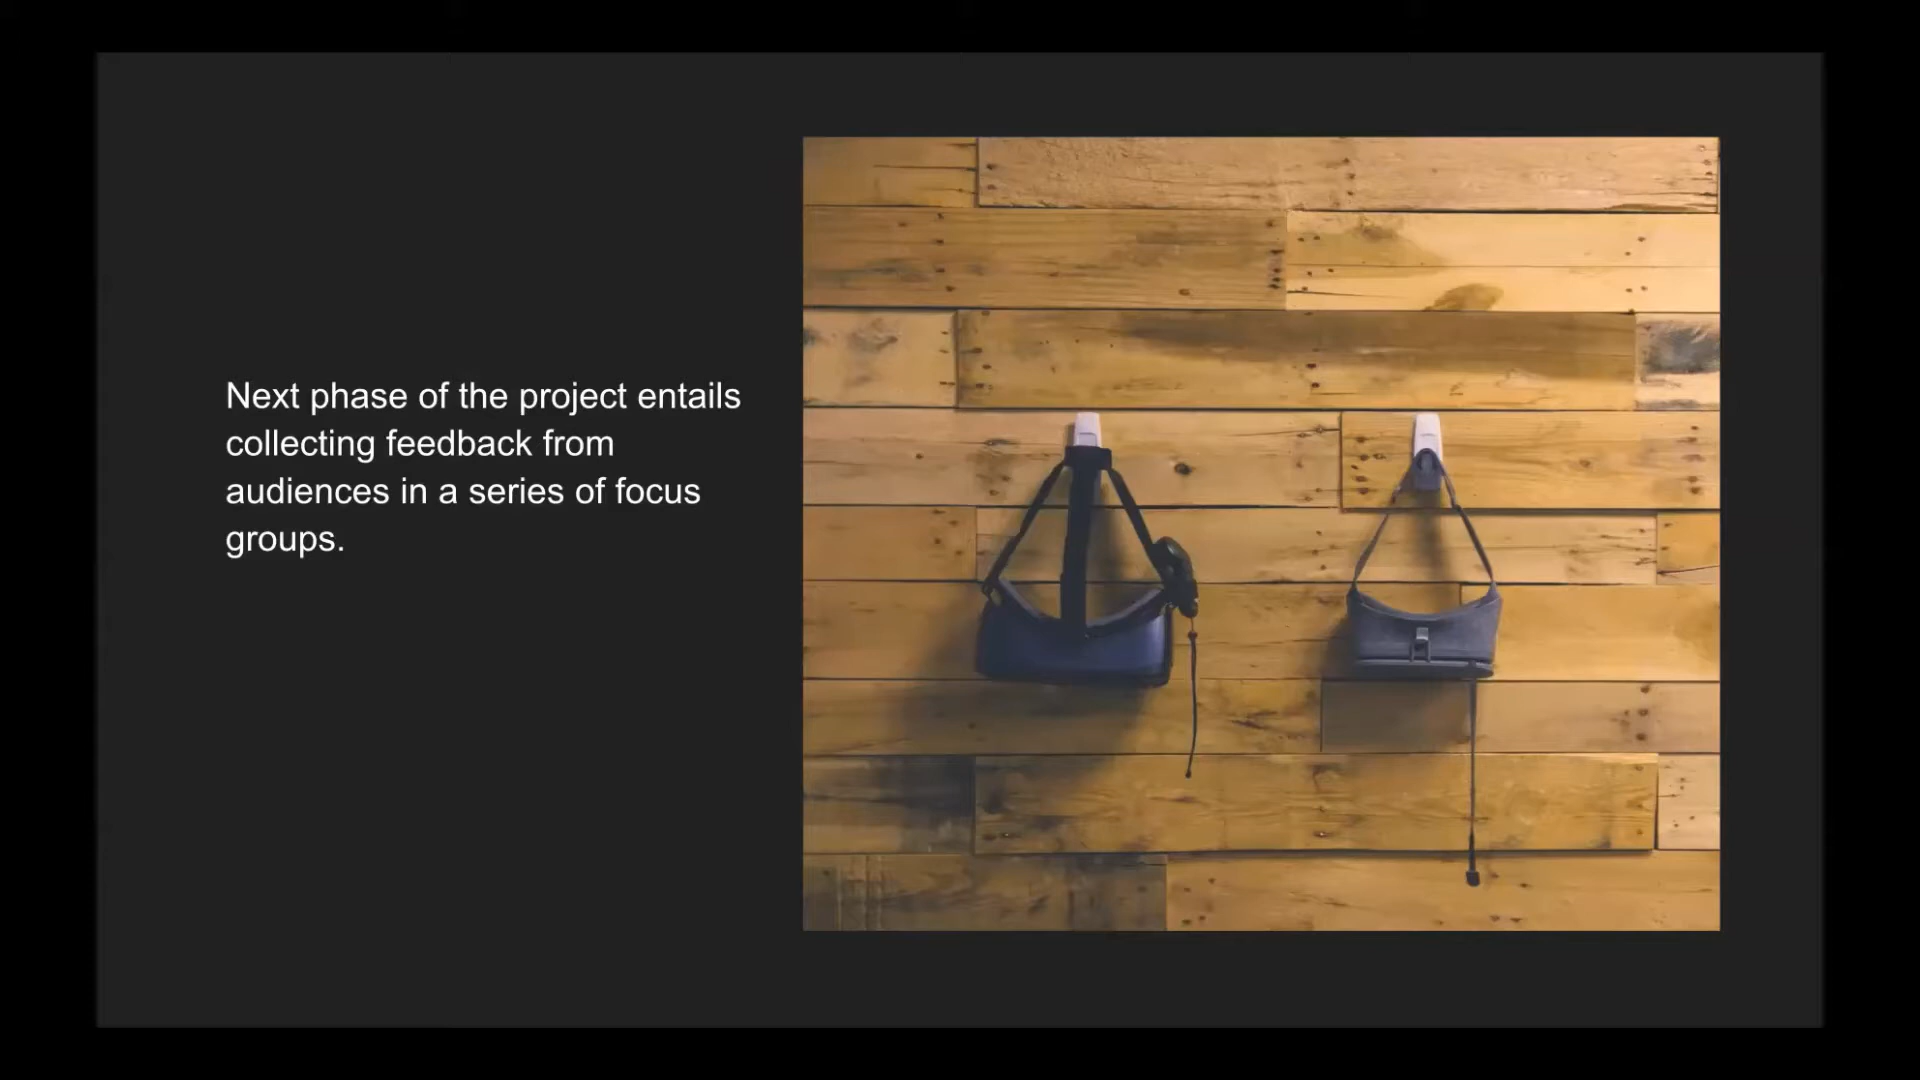 Next phase of the project entails
collecting feedback from
audiences in a series of focus
groups.